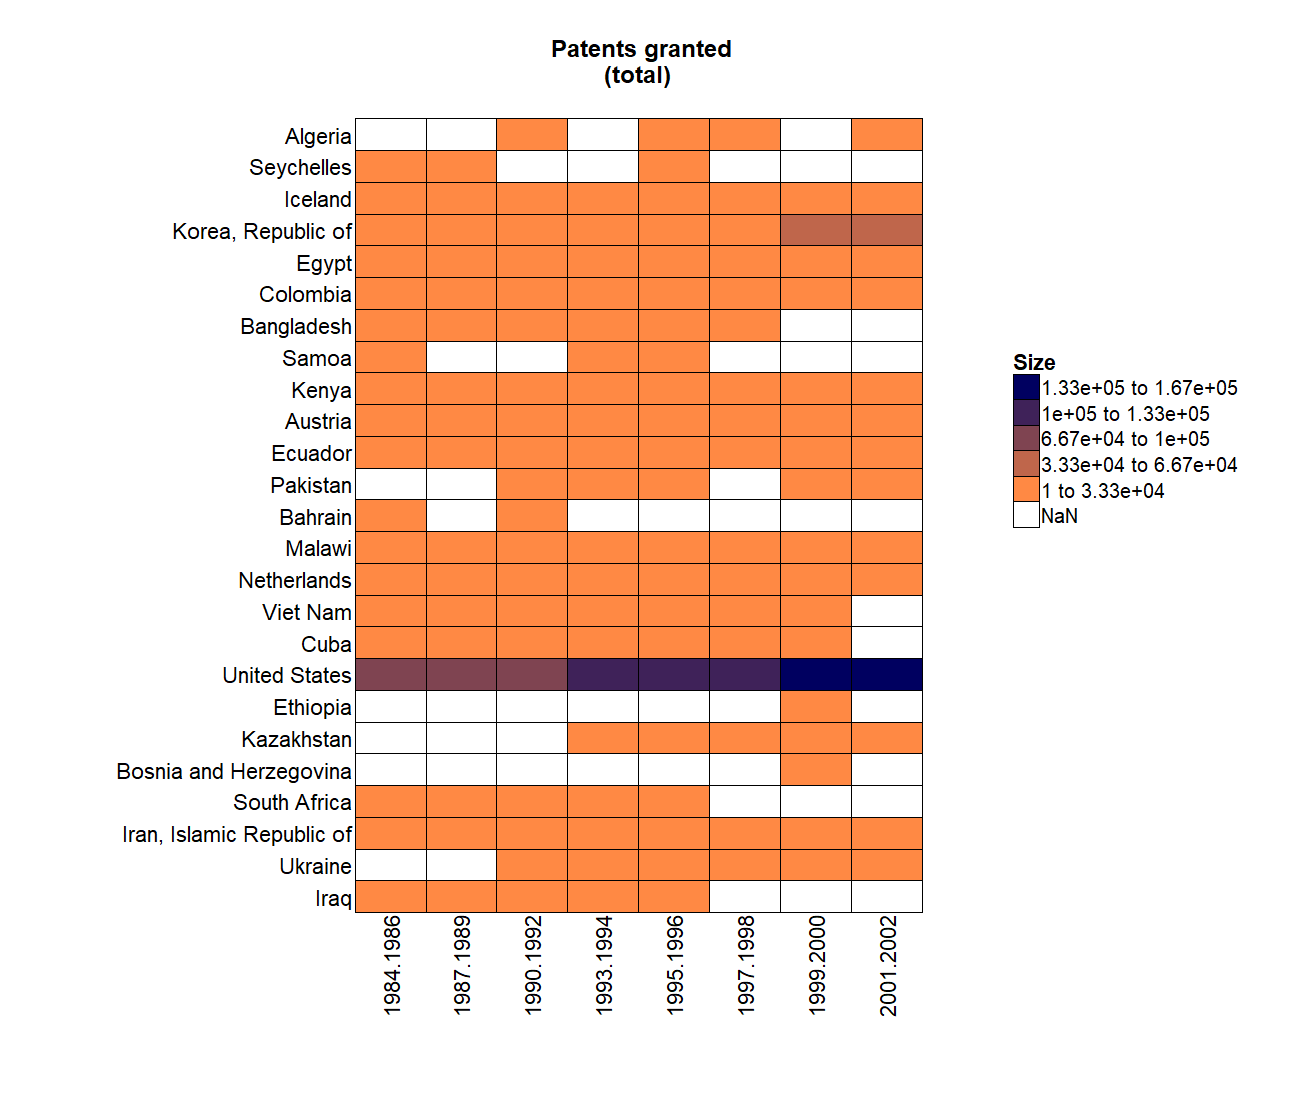 Patents granted
(total)
Algeria
Seychelles
Iceland
Korea, Republic of
Egypt
Colombia
Bangladesh
Samoa
Kenya
Austria
Ecuador
Pakistan
Bahrain
Malawi
Netherlands
Viet Nam
Cuba
United States
Ethiopia
Kazakhstan
Bosnia and Herzegovina
South Africa
Iran, Islamic Republic of
Ukraine
Iraq
1984.1986
1987.1989
1990.1992
1993.1994
1995.1996
1997.1998
1999.2000
2001.2002
Size
1.33e+05 to 1.67e+05
1e+05 to 1.33e+05
6.67e+04 to 1e+05
3.33e+04 to 6.67e+04
1 to 3.33e+04
NaN